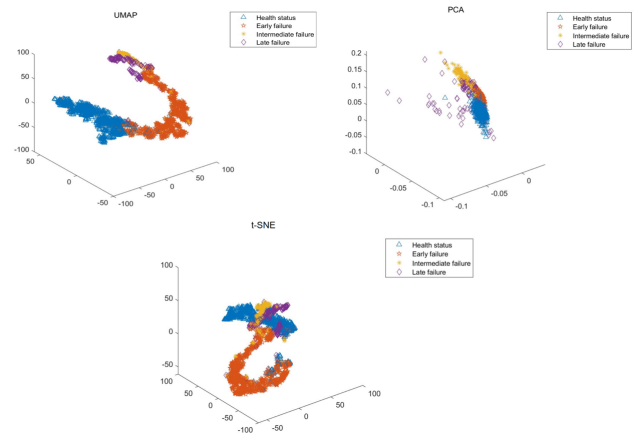 UMAP
Health status
Early failure
Intermediate failure
Late failure
100
50
0
-50
-100
50
0
-50
-100
-50
0
50
100
PCA
Health status
Early failure
Intermediate failure
Late failure
0.2
0.15
0.1
0.05
0
-0.05
-0.1
0
-0.05
-0.1
-0.1
-0.05
0
t-SNE
Health status
Early failure
Intermediate failure
Late failure
100
50
0
-50
100
50
0
-50
-100
-100
-50
0
50
100